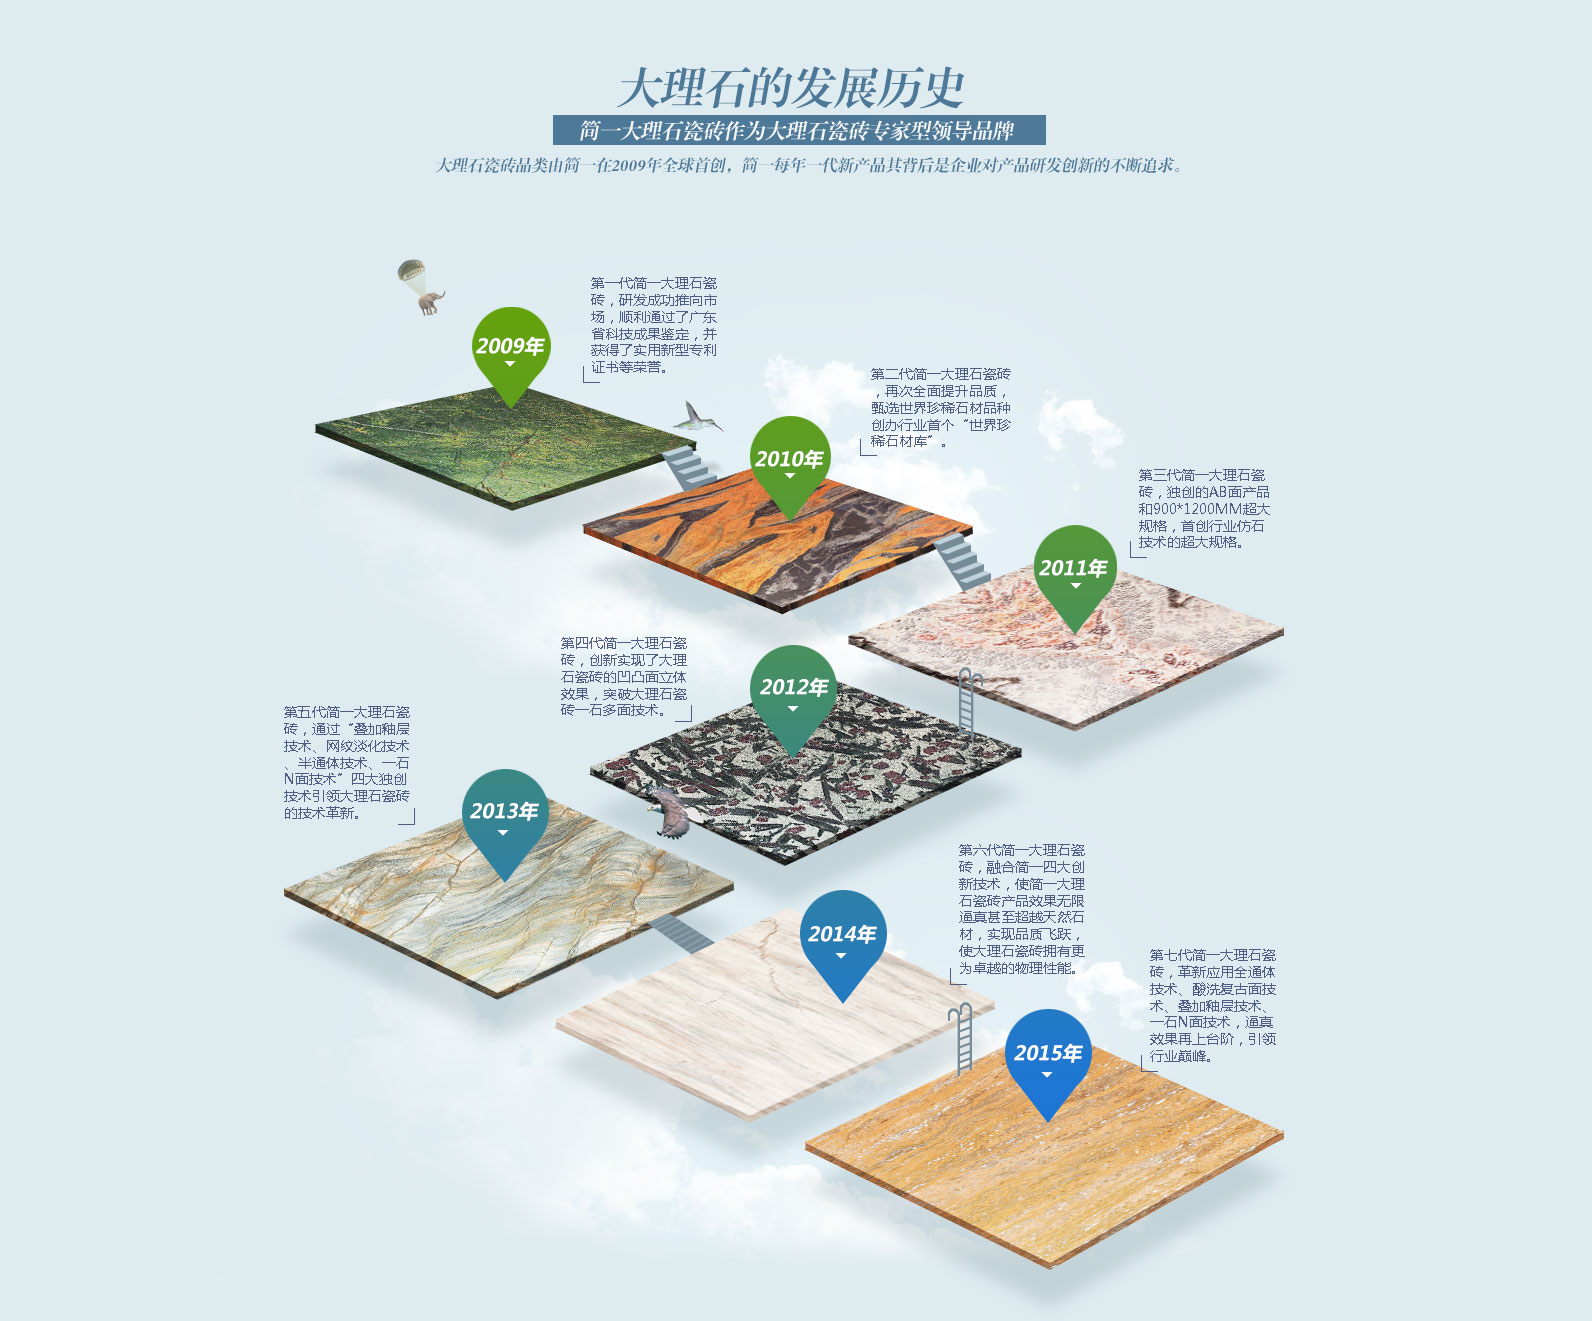 大理石的发展历史
简一大理石瓷砖作为大理石瓷砖专家型领导品牌
大理石瓷砖品类由简一在2009年全球首创，简一每年一代新产品其背后是企业对产品研发创新的不断追求。
2009年
第一代简一大理石瓷
砖，研发成功推向市
场，顺利通过了广东
省科技成果鉴定，并
获得了实用新型专利
证书等荣誉。
2010年
第二代简一大理石瓷砖
，再次全面提升品质，
甄选世界珍稀石材品种
创办行业首个“世界珍
稀石材库”。
2011年
第三代简一大理石瓷
砖，独创的AB面产品
和900*1200MM超大
规格，首创行业仿石
技术的超大规格。
2012年
第四代简一大理石瓷
砖，创新实现了大理
石瓷砖的凹凸面立体
效果，突破大理石瓷
砖一石多面技术。
2013年
第五代简一大理石瓷
砖，通过“叠加釉层
技术、网纹淡化技术
、半通体技术、一石
N面技术”四大独创
技术引领大理石瓷砖
的技术革新。
2014年
第六代简一大理石瓷
砖，融合简一四大创
新技术，使简一大理
石瓷砖产品效果无限
逼真甚至超越天然石
材，实现品质飞跃，
使大理石瓷砖拥有更
为卓越的物理性能。
2015年
第七代简一大理石瓷
砖，革新应用全通体
技术、酸洗复古面技
术、叠加釉层技术、
一石N面技术，逼真
效果再上台阶，引领
行业巅峰。